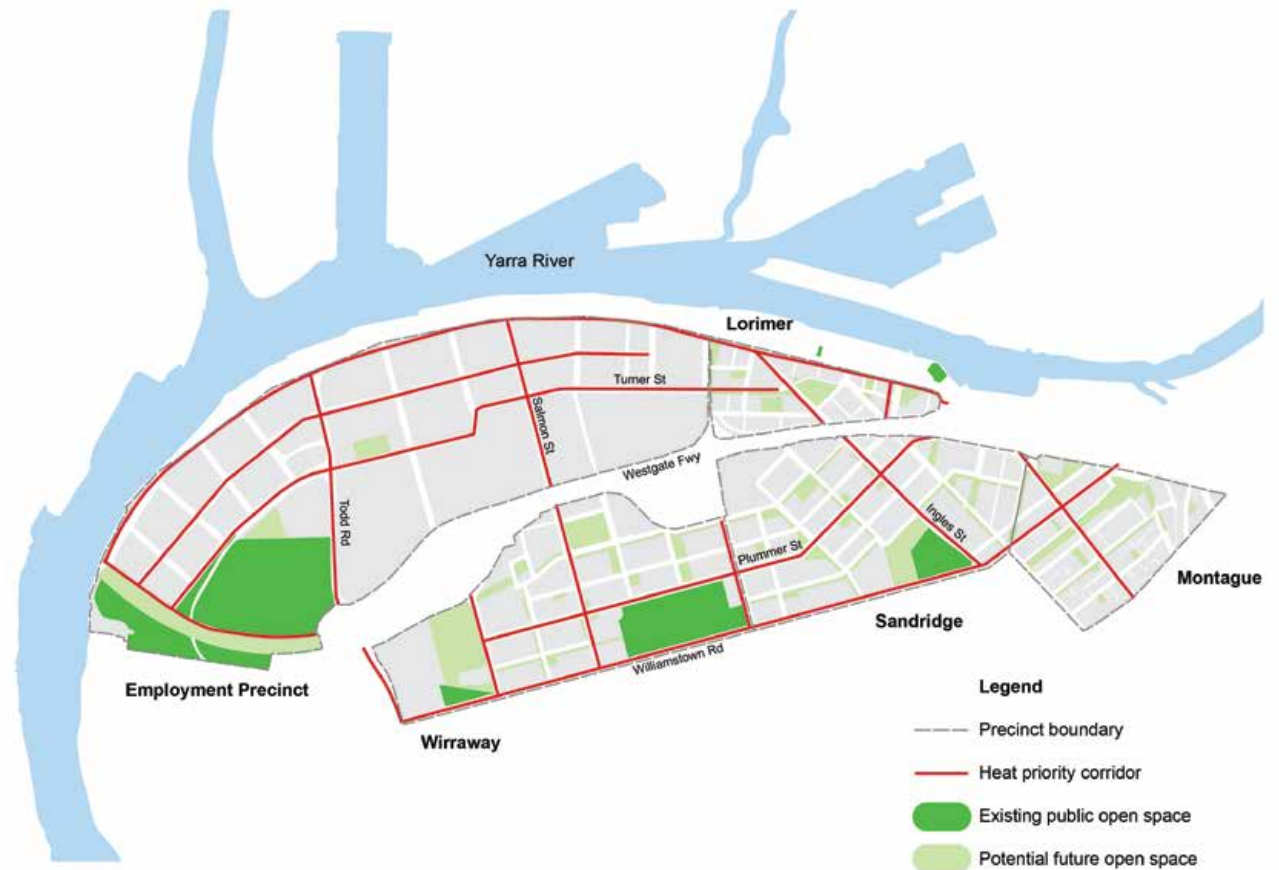 Yarra River
Lorimer
Turner St
Salmon St
Westgate Fwy
Todd Rd
Ingles St
Plummer St
Montague
Sandridge
Williamstown Rd
Employment Precinct
Wirraway
Legend
Precinct boundary
Heat priority corridor
Existing public open space
Potential future open space